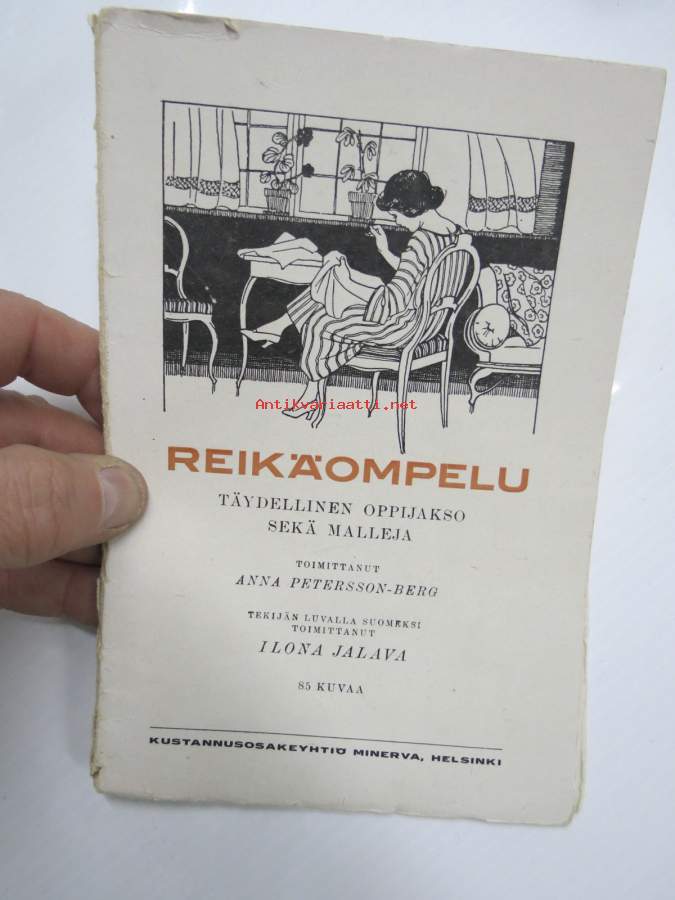 Antikvariaatti.net
REIKÄOMPELU
TÄYDELLINEN OPPIJAKSO
SEKÄ MALLEJA
TOIMITTANUT
ANNA PETERSSON-BERG
TEKIJÄN LUVALLA SUOMEKSI
TOIMITTANUT
ILONA JALAVA
85 KUVAA
KUSTANNUSOSAKEYHTIÖ MINERVA, HELSINKI